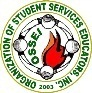 ORGANIZATION OF STUDENT SERVICES EDUCATORS, INC.
OSSEI
2003